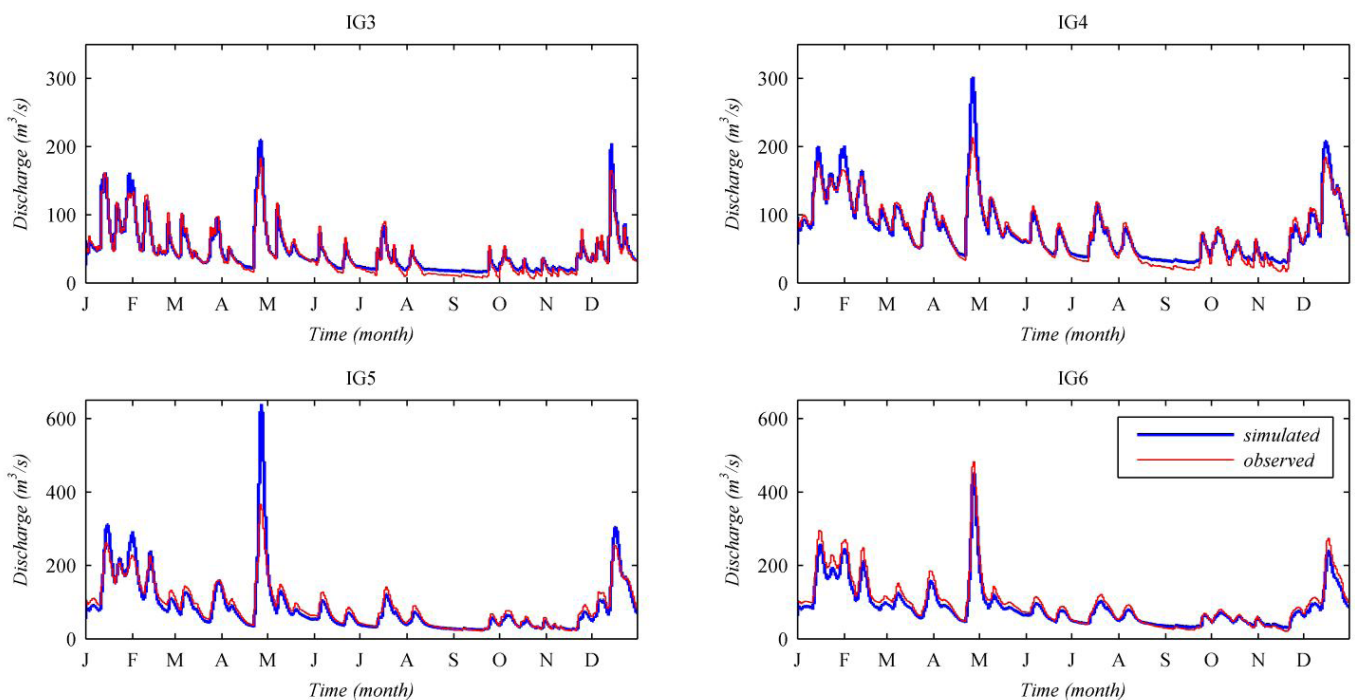 IG3
Discharge (m³/s)
300
200
100
0
J F M A M J J A S O N D
Time (month)
IG4
Discharge (m³/s)
300
200
100
0
J F M A M J J A S O N D
Time (month)
IG5
Discharge (m³/s)
600
400
200
0
J F M A M J J A S O N D
Time (month)
IG6
Discharge (m³/s)
600
400
200
0
simulated
observed
J F M A M J J A S O N D
Time (month)